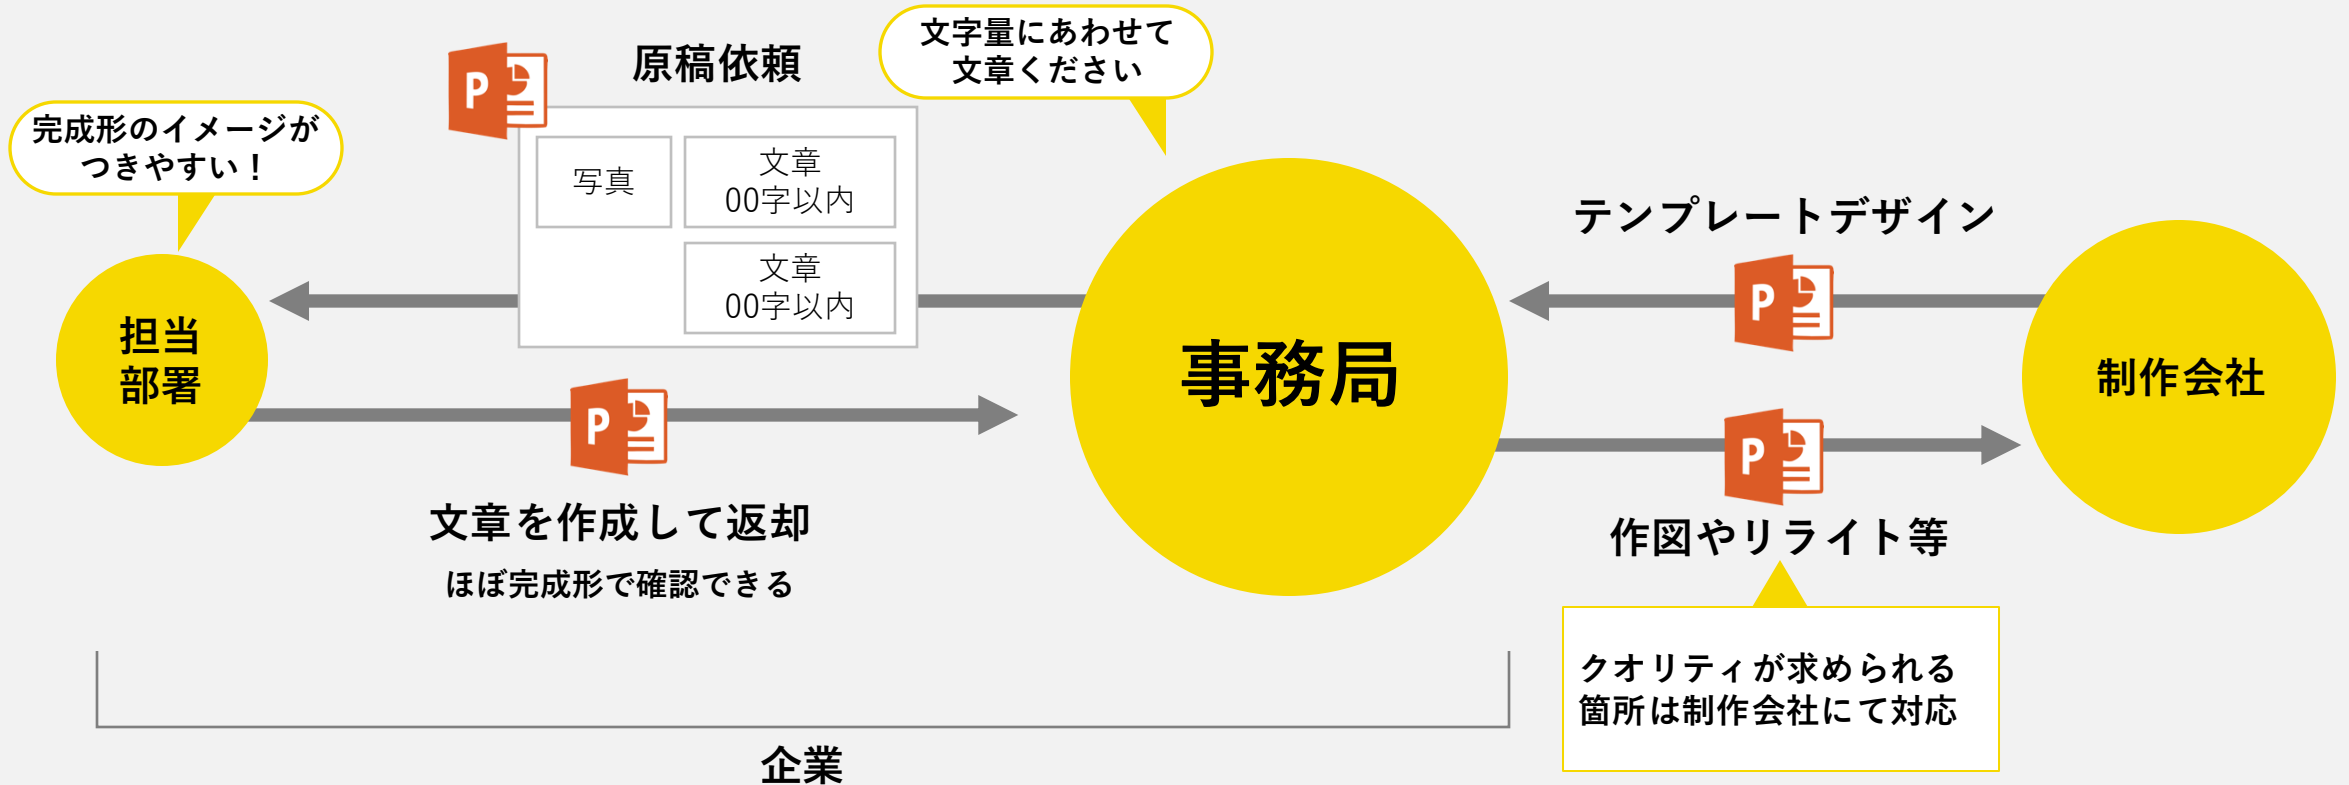 完成形のイメージが
つきやすい！
担当
部署
P
原稿依頼
写真
文章
00字以内
文章
00字以内
文字量にあわせて
文章ください
P
文章を作成して返却
ほぼ完成形で確認できる
事務局
テンプレートデザイン
P
P
作図やリライト等
クオリティが求められる
箇所は制作会社にて対応
制作会社
企業